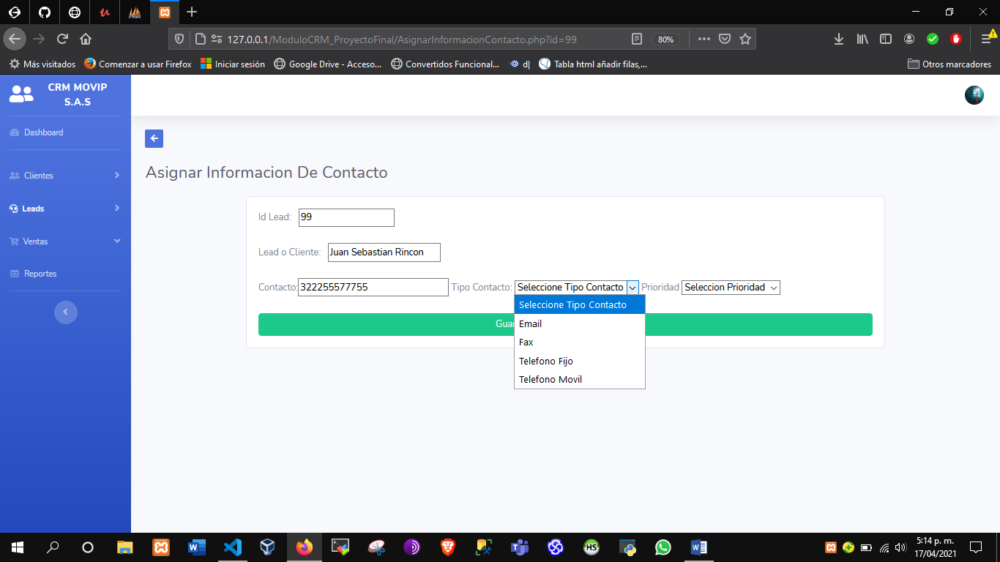 127.0.0.1/ModuloCRM_ProyectoFinal/AsignarInformacionContacto.php?id=99
80%
Más visitados
Comenzar a usar Firefox
Iniciar sesión
Google Drive - Acceso...
Convertidos Funcional...
d|
Tabla html añadir filas,...
Otros marcadores
CRM MOVIP
S.A.S
Dashboard
Clientes
Leads
Ventas
Reportes
Asignar Informacion De Contacto
Id Lead: 99
Lead o Cliente: Juan Sebastian Rincon
Contacto: 322255577755 Tipo Contacto: Seleccione Tipo Contacto Prioridad Seleccion Prioridad
Seleccione Tipo Contacto
Email
Fax
Telefono Fijo
Telefono Movil
5:14 p. m.
17/04/2021